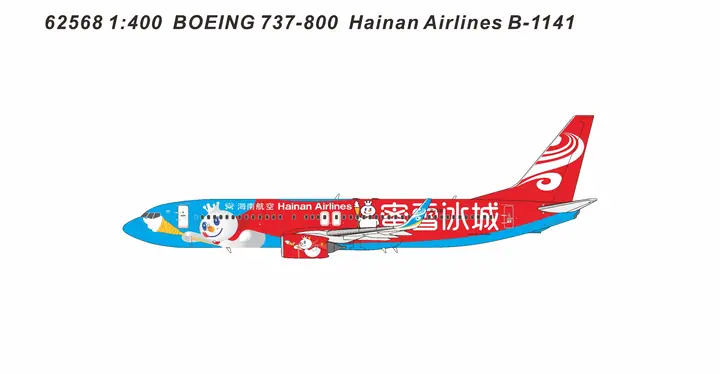 62568 1:400 BOEING 737-800 Hainan Airlines B-1141
海南航空 Hainan Airlines
蜜雪冰城